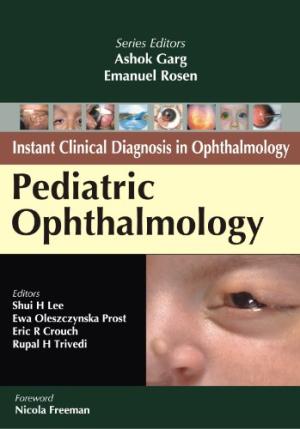 Series Editors
Ashok Garg
Emanuel Rosen
Instant Clinical Diagnosis in Ophthalmology
Pediatric
Ophthalmology
Editors
Shui H Lee
Ewa Oleszczynska Prost
Eric R Crouch
Rupal H Trivedi
Foreword
Nicola Freeman